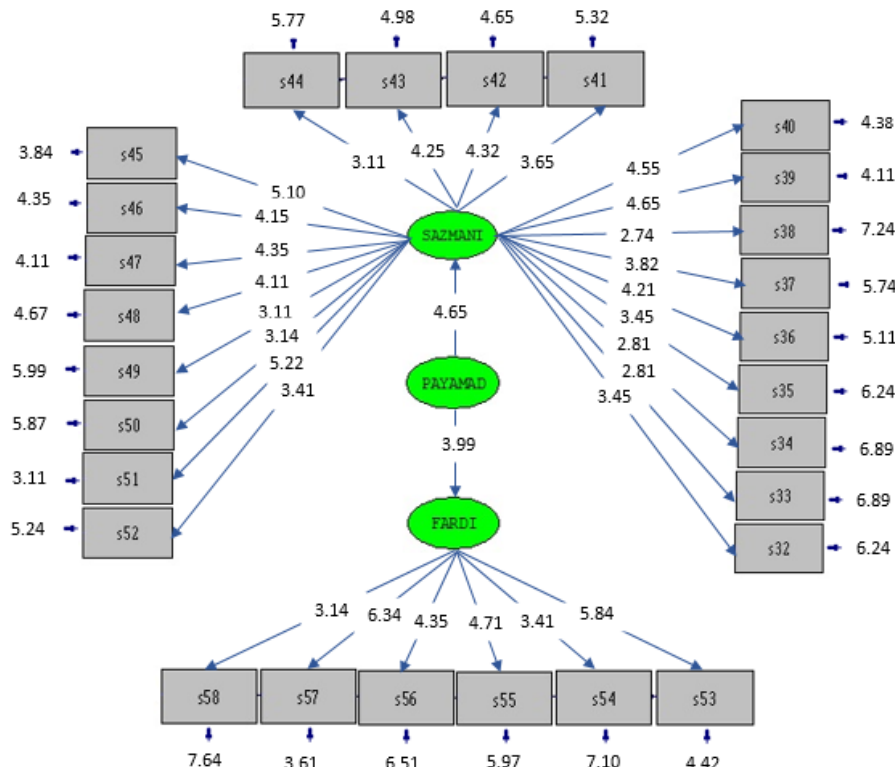 5.77 4.98 4.65 5.32
s44 s43 s42 s41
3.11 4.25 4.32 3.65
3.84 s45
4.35 s46
4.11 s47
4.67 s48
5.99 s49
5.87 s50
3.11 s51
5.24 s52
5.10
4.15
4.35
4.11
3.11
3.14
5.22
3.41
SAZMANI
4.65
PAYAMAD
3.99
FARDI
4.55
4.65
2.74
3.82
4.21
3.45
2.81
2.81
3.45
s40 4.38
s39 4.11
s38 7.24
s37 5.74
s36 5.11
s35 6.24
s34 6.89
s33 6.89
s32 6.24
3.14 6.34 4.35 4.71 3.41 5.84
s58 s57 s56 s55 s54 s53
7.64 3.61 6.51 5.97 7.10 4.42